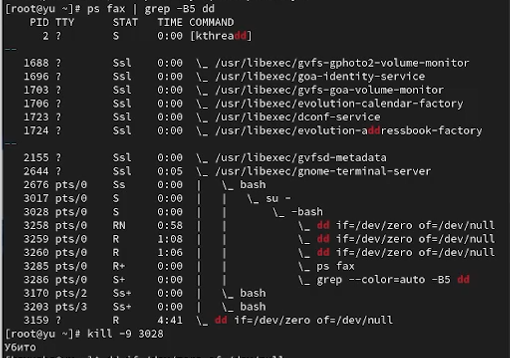 [root@yu ~]# ps fax | grep -B5 dd
PID TTY STAT TIME COMMAND
2 ? S 0:00 [kthreadd]
--
1688 ? Ssl 0:00 \_ /usr/libexec/gvfs-gphoto2-volume-monitor
1696 ? Ssl 0:00 \_ /usr/libexec/goa-identity-service
1703 ? Ssl 0:00 \_ /usr/libexec/gvfs-goa-volume-monitor
1706 ? Ssl 0:00 \_ /usr/libexec/evolution-calendar-factory
1723 ? Ssl 0:00 \_ /usr/libexec/dconf-service
1724 ? Ssl 0:00 \_ /usr/libexec/evolution-addressbook-factory
--
2155 ? Ssl 0:00 \_ /usr/libexec/gvfsd-metadata
2644 ? Ssl 0:05 \_ /usr/libexec/gnome-terminal-server
2676 pts/0 Ss 0:00 | \_ bash
3017 pts/0 S 0:00 | \_ su -
3028 pts/0 S 0:00 | \_ -bash
3258 pts/0 RN 0:58 | \_ dd if=/dev/zero of=/dev/null
3259 pts/0 R 1:08 | \_ dd if=/dev/zero of=/dev/null
3260 pts/0 R 1:06 | \_ dd if=/dev/zero of=/dev/null
3285 pts/0 R+ 0:00 | \_ ps fax
3286 pts/0 S+ 0:00 | \_ grep --color=auto -B5 dd
3170 pts/2 Ss+ 0:00 \_ bash
3203 pts/3 Ss+ 0:00 \_ bash
3159 ? R 4:41 \_ dd if=/dev/zero of=/dev/null
[root@yu ~]# kill -9 3028
Убито